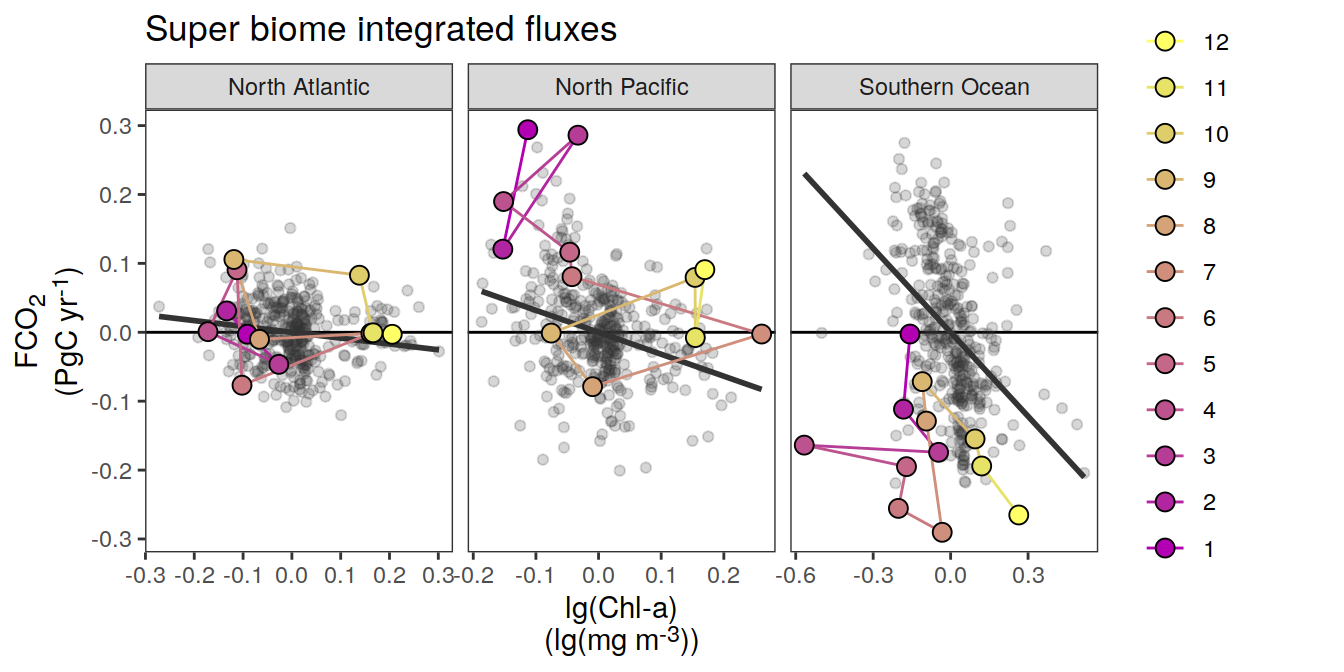 Super biome integrated fluxes
North Atlantic
North Pacific
Southern Ocean
FCO2
(PgC yr-1)
0.3
0.2
0.1
0.0
-0.1
-0.2
-0.3
-0.3 -0.2 -0.1 0.0 0.1 0.2 0.3
-0.2 -0.1 0.0 0.1 0.2
-0.6 -0.3 0.0 0.3
lg(Chl-a)
(lg(mg m-3))
12
11
10
9
8
7
6
5
4
3
2
1